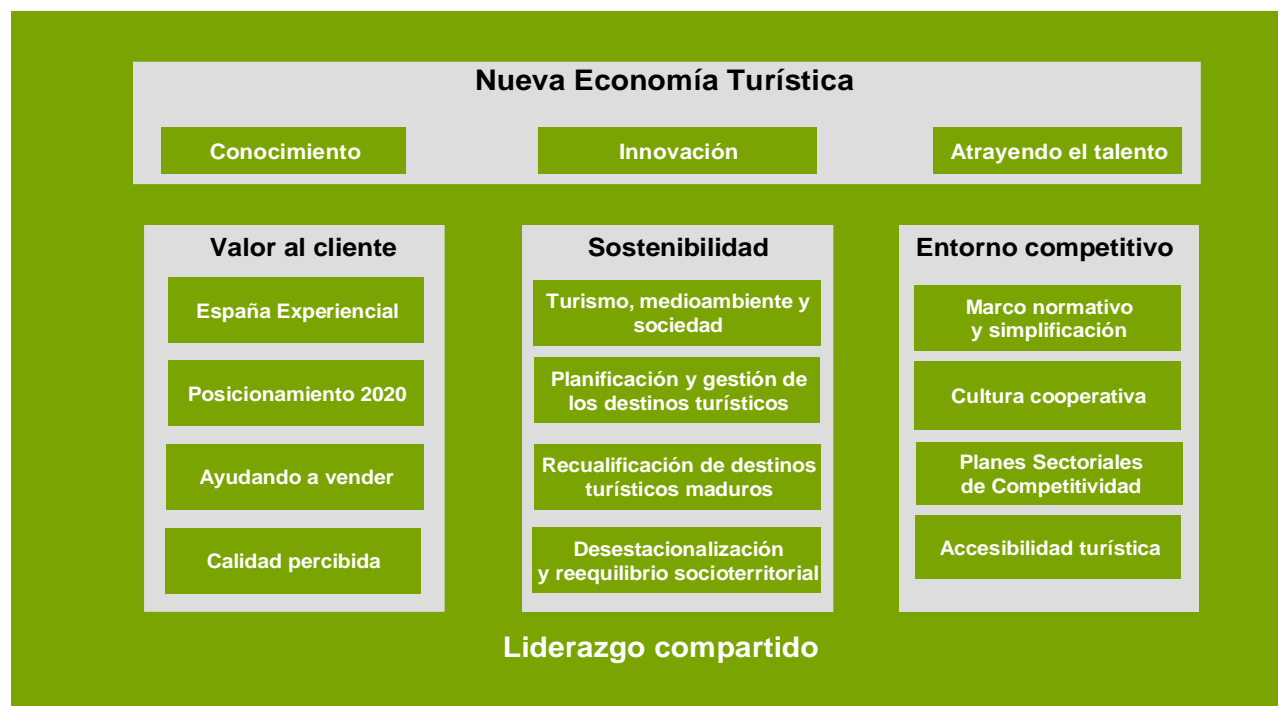 Nueva Economía Turística
Conocimiento
Innovación
Atrayendo el talento
Valor al cliente
España Experiencial
Posicionamiento 2020
Ayudando a vender
Calidad percibida
Sostenibilidad
Turismo, medioambiente y
sociedad
Planificación y gestión de
los destinos turísticos
Recualificación de destinos
turísticos maduros
Desestacionalización
y reequilibrio socioterritorial
Entorno competitivo
Marco normativo
y simplificación
Cultura cooperativa
Planes Sectoriales
de Competitividad
Accesibilidad turística
Liderazgo compartido